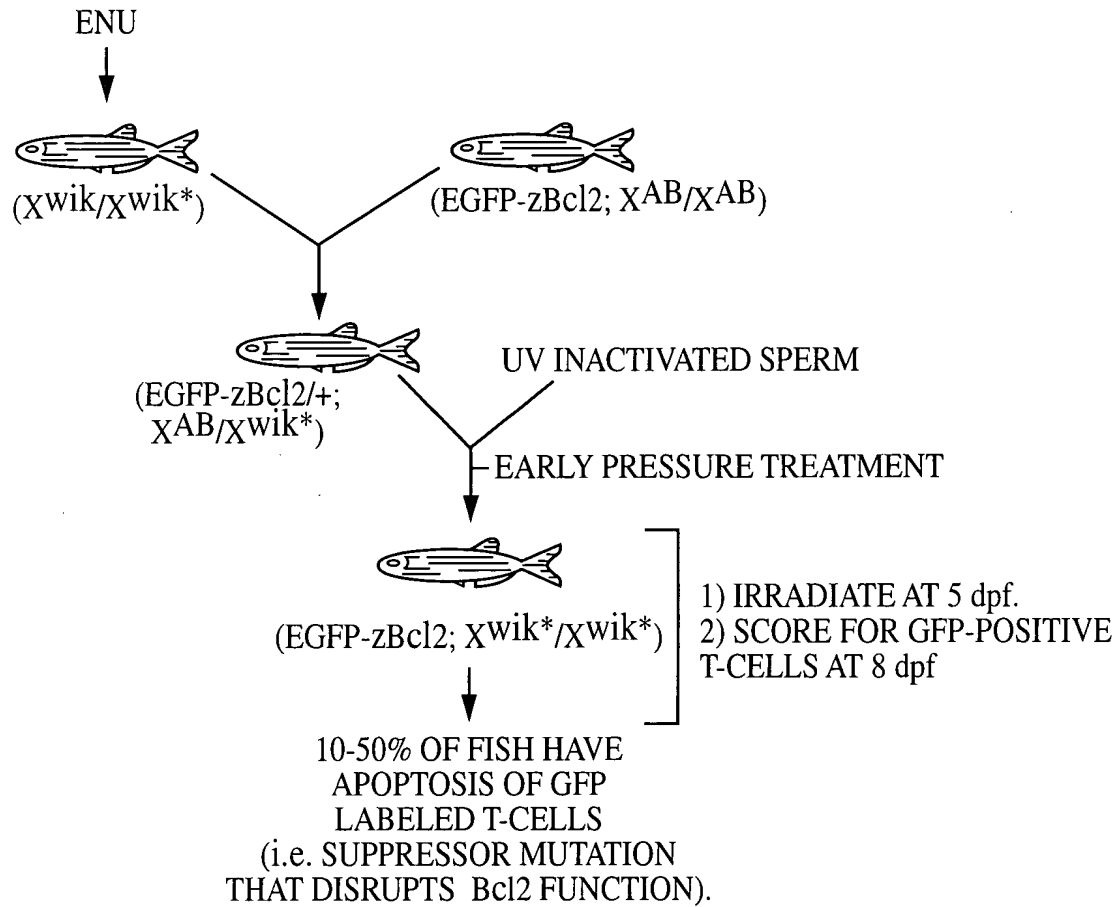 ENU
(Xwik/Xwik*)
(EGFP-zBcl2; XAB/XAB)
(EGFP-zBcl2/+;
XAB/Xwik*)
UV INACTIVATED SPERM
EARLY PRESSURE TREATMENT
(EGFP-zBcl2; Xwik*/Xwik*)
1) IRRADIATE AT 5 dpf.
2) SCORE FOR GFP-POSITIVE
T-CELLS AT 8 dpf
10-50% OF FISH HAVE
APOPTOSIS OF GFP
LABELED T-CELLS
(i.e. SUPPRESSOR MUTATION
THAT DISRUPTS Bcl2 FUNCTION).